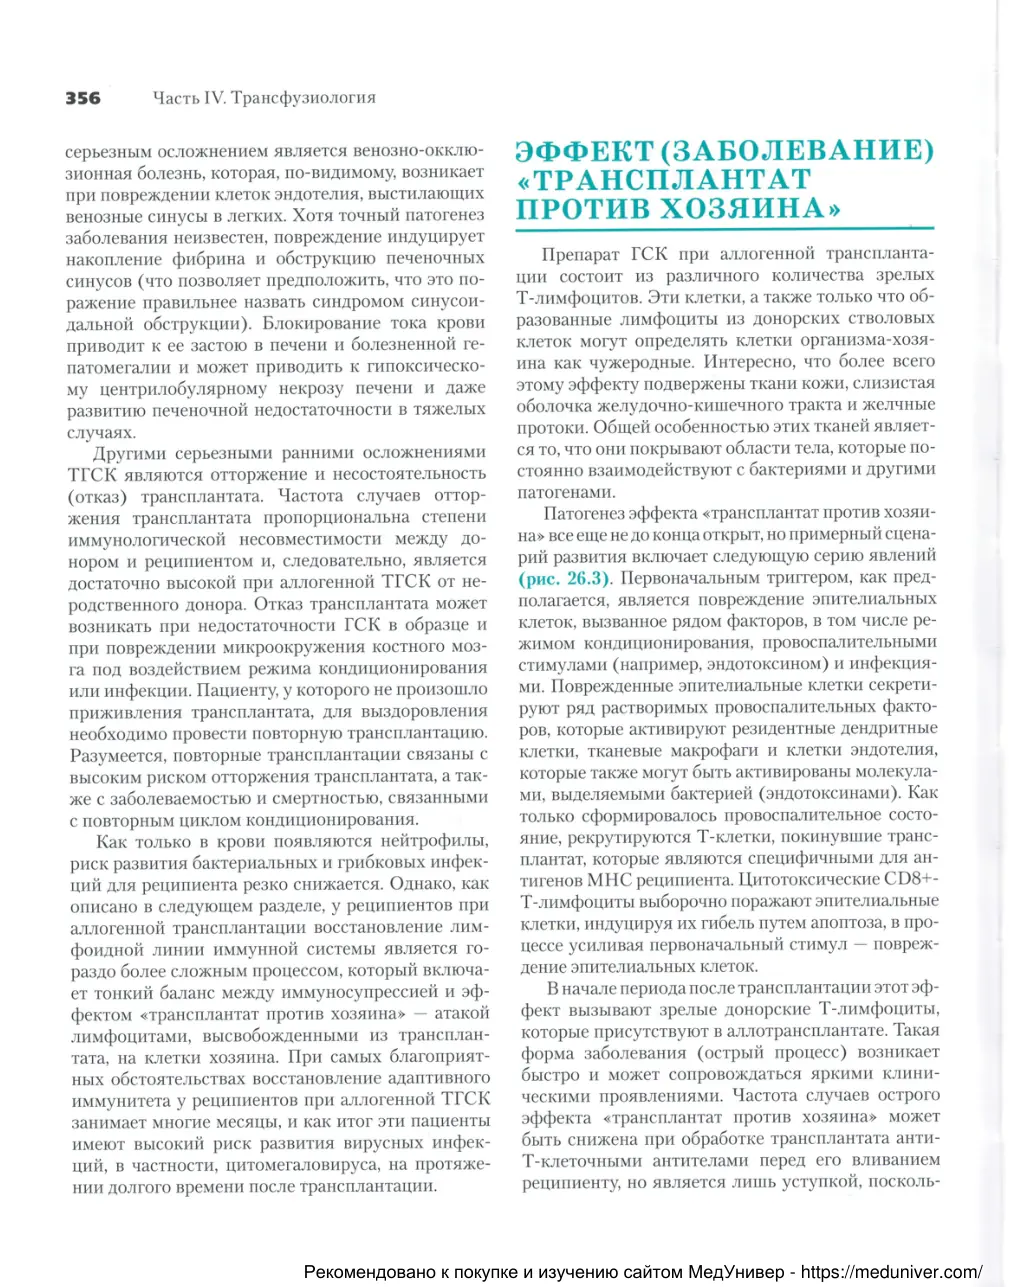 356 Часть IV. Трансфузиология
серьезным осложнением является венозно-окклю-
зионная болезнь, которая, по-видимому, возникает
при повреждении клеток эндотелия, выстилающих
венозные синусы в легких. Хотя точный патогенез
заболевания неизвестен, повреждение индуцирует
накопление фибрина и обструкцию печеночных
синусов (что позволяет предположить, что это по-
ражение правильнее назвать синдромом синусои-
дальной обструкции). Блокирование тока крови
приводит к ее застою в печени и болезненной ге-
патомегалии и может приводить к гипоксическо-
му центрилобулярному некрозу печени и даже
развитию печеночной недостаточности в тяжелых
случаях.
Другими серьезными ранними осложнениями
ТГСК являются отторжение и несостоятельность
(отказ) трансплантата. Частота случаев оттор-
жения трансплантата пропорциональна степени
иммунологической несовместимости между до-
нором и реципиентом и, следовательно, является
достаточно высокой при аллогенной ТГСК от не-
родственного донора. Отказ трансплантата может
возникать при недостаточности ГСК в образце и
при повреждении микроокружения костного моз-
га под воздействием режима кондиционирования
или инфекции. Пациенту, у которого не произошло
приживления трансплантата, для выздоровления
необходимо провести повторную трансплантацию.
Разумеется, повторные трансплантации связаны с
высоким риском отторжения трансплантата, а так-
же с заболеваемостью и смертностью, связанными
с повторным циклом кондиционирования.
Как только в крови появляются нейтрофилы,
риск развития бактериальных и грибковых инфек-
ций для реципиента резко снижается. Однако, как
описано в следующем разделе, у реципиентов при
аллогенной трансплантации восстановление лим-
фоидной линии иммунной системы является го-
раздо более сложным процессом, который включа-
ет тонкий баланс между иммуносупрессией и эф-
фектом «трансплантат против хозяина» — атакой
лимфоцитами, высвобожденными из трансплан-
тата, на клетки хозяина. При самых благоприят-
ных обстоятельствах восстановление адаптивного
иммунитета у реципиентов при аллогенной ТГСК
занимает многие месяцы, и как итог эти пациенты
имеют высокий риск развития вирусных инфек-
ций, в частности, цитомегаловируса, на протяже-
нии долгого времени после трансплантации.
ЭФФЕКТ (ЗАБОЛЕВАНИЕ)
«ТРАНСПЛАНТАТ
ПРОТИВ ХОЗЯИНА»
Препарат ГСК при аллогенной транспланта-
ции состоит из различного количества зрелых
Т-лимфоцитов. Эти клетки, а также только что об-
разованные лимфоциты из донорских стволовых
клеток могут определять клетки организма-хозя-
ина как чужеродные. Интересно, что более всего
этому эффекту подвержены ткани кожи, слизистая
оболочка желудочно-кишечного тракта и желчные
протоки. Общей особенностью этих тканей являет-
ся то, что они покрывают области тела, которые по-
стоянно взаимодействуют с бактериями и другими
патогенами.
Патогенез эффекта «трансплантат против хозяи-
на» все еще не до конца открыт, но примерный сцена-
рий развития включает следующую серию явлений
(рис. 26.3). Первоначальным триггером, как пред-
полагается, является повреждение эпителиальных
клеток, вызванное рядом факторов, в том числе ре-
жимом кондиционирования, провоспалительными
стимулами (например, эндотоксином) и инфекция-
ми. Поврежденные эпителиальные клетки секрети-
руют ряд растворимых провоспалительных факто-
ров, которые активируют резидентные дендритные
клетки, тканевые макрофаги и клетки эндотелия,
которые также могут быть активированы молекула-
ми, выделяемыми бактерией (эндотоксинами). Как
только сформировалось провоспалительное состо-
яние, рекрутируются Т-клетки, покинувшие транс-
плантат, которые являются специфичными для ан-
тигенов МНС реципиента. Цитотоксические CD8+-
Т-лимфоциты выборочно поражают эпителиальные
клетки, индуцируя их гибель путем апоптоза, в про-
цессе усиливая первоначальный стимул — повреж-
дение эпителиальных клеток.
В начале периода после трансплантации этот эф-
фект вызывают зрелые донорские Т-лимфоциты,
которые присутствуют в аллотрансплантате. Такая
форма заболевания (острый процесс) возникает
быстро и может сопровождаться яркими клини-
ческими проявлениями. Частота случаев острого
эффекта «трансплантат против хозяина» может
быть снижена при обработке трансплантата анти-
Т-клеточными антителами перед его вливанием
реципиенту, но является лишь уступкой, посколь-
Рекомендовано к покупке и изучению сайтом МедУнивер - https://meduniver.com/